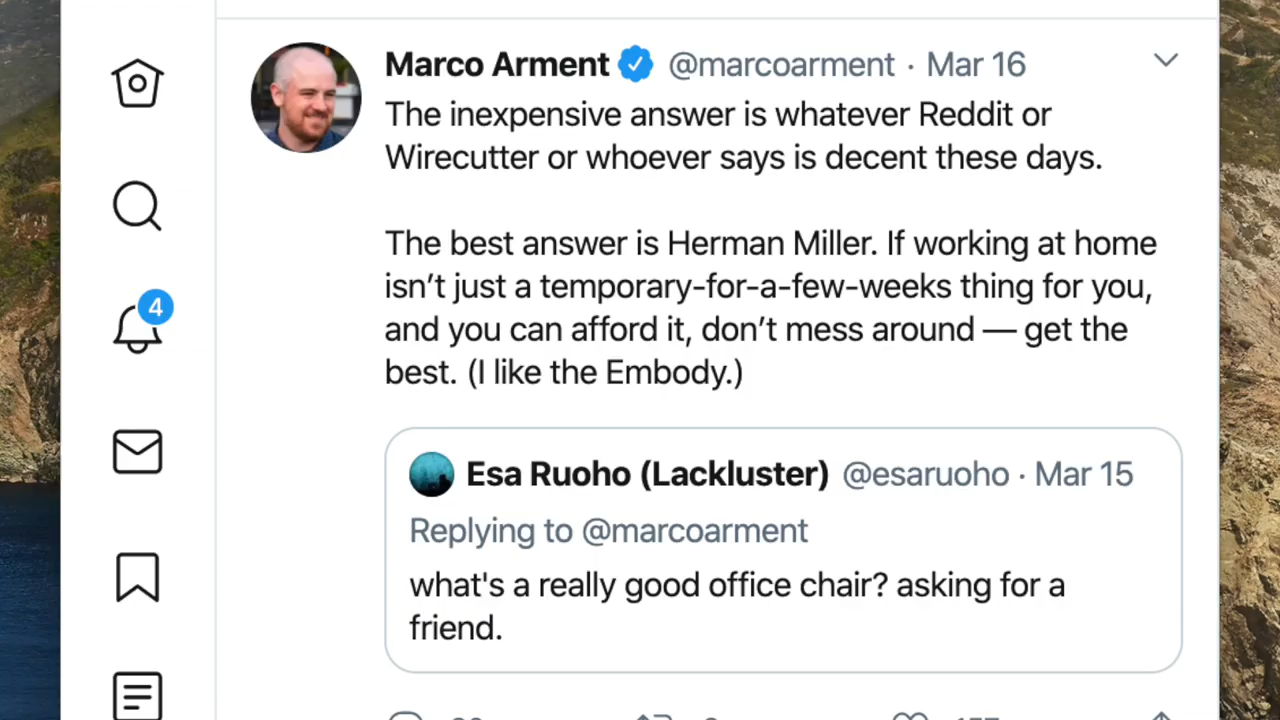 Marco Arment @marcoarment · Mar 16
The inexpensive answer is whatever Reddit or
Wirecutter or whoever says is decent these days.
The best answer is Herman Miller. If working at home
isn’t just a temporary-for-a-few-weeks thing for you,
and you can afford it, don’t mess around — get the
best. (I like the Embody.)
4
Esa Ruoho (Lackluster) @esaruoho · Mar 15
Replying to @marcoarment
what's a really good office chair? asking for a
friend.